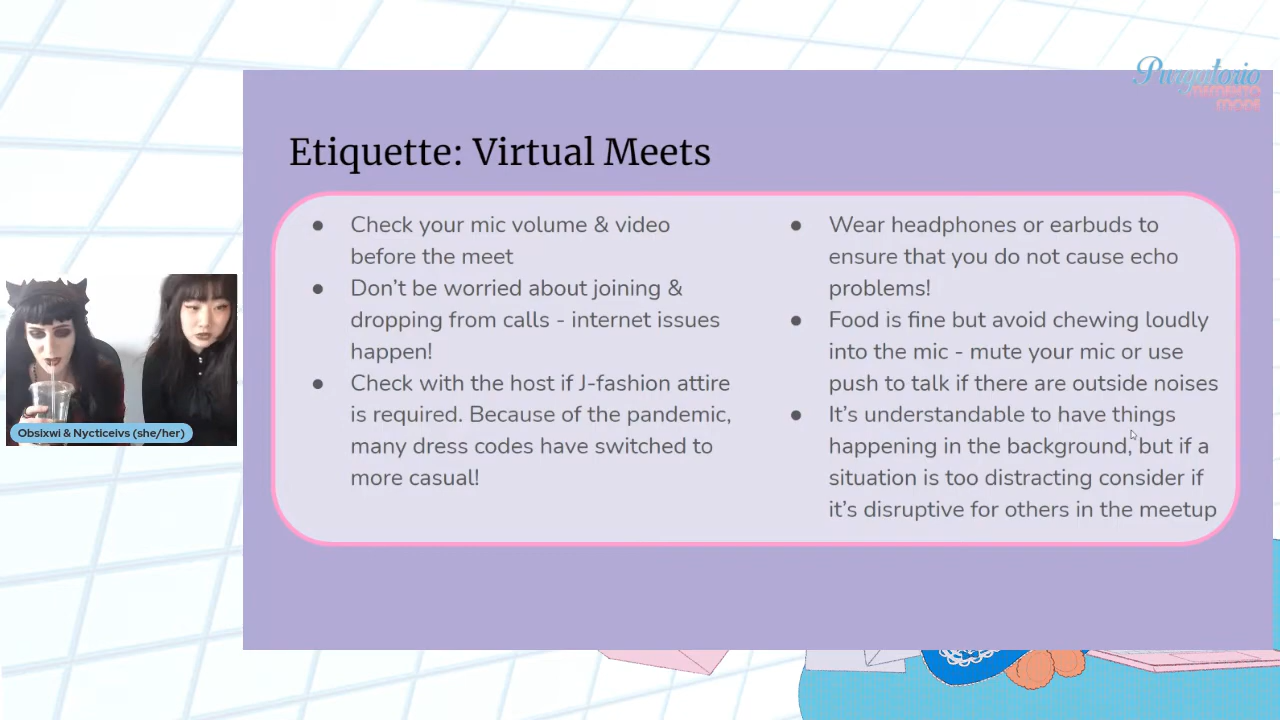 Purgatorio
MEMENTO
MORI
Etiquette: Virtual Meets
● Check your mic volume & video
before the meet
● Don’t be worried about joining &
dropping from calls - internet issues
happen!
● Check with the host if J-fashion attire
is required. Because of the pandemic,
many dress codes have switched to
more casual!
● Wear headphones or earbuds to
ensure that you do not cause echo
problems!
● Food is fine but avoid chewing loudly
into the mic - mute your mic or use
push to talk if there are outside noises
● It’s understandable to have things
happening in the background, but if a
situation is too distracting consider if
it’s disruptive for others in the meetup
Obsixwi & Nycticeivs (she/her)